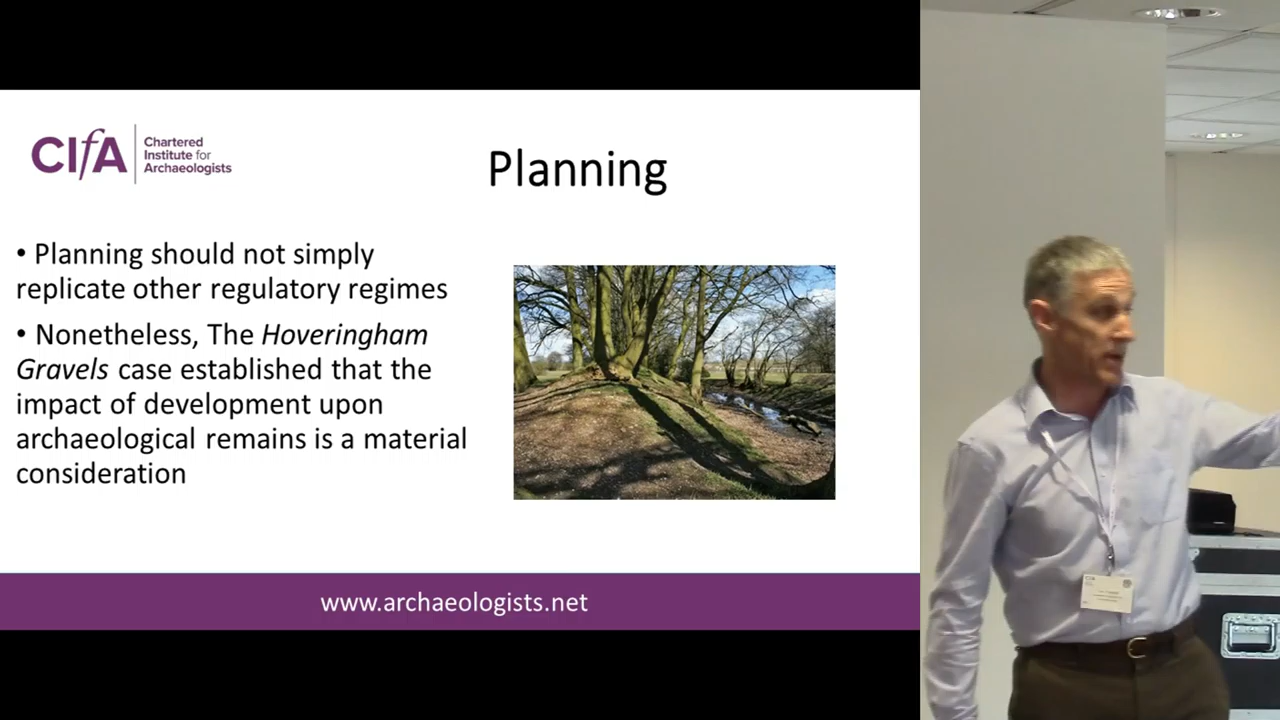 CIfA
Chartered
Institute for
Archaeologists
Planning
• Planning should not simply
replicate other regulatory regimes
• Nonetheless, The Hoveringham
Gravels case established that the
impact of development upon
archaeological remains is a material
consideration
www.archaeologists.net